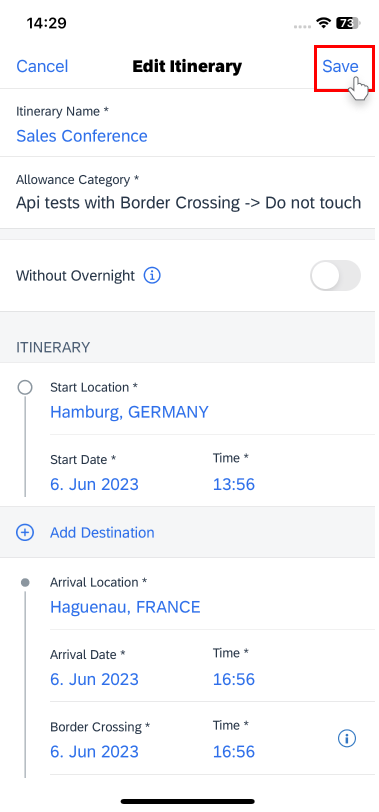 14:29
73
Cancel
Edit Itinerary
Save
Itinerary Name *
Sales Conference
Allowance Category *
Api tests with Border Crossing -> Do not touch
Without Overnight
ITINERARY
Start Location *
Hamburg, GERMANY
Start Date * Time *
6. Jun 2023 13:56
Add Destination
Arrival Location *
Haguenau, FRANCE
Arrival Date * Time *
6. Jun 2023 16:56
Border Crossing * Time *
6. Jun 2023 16:56